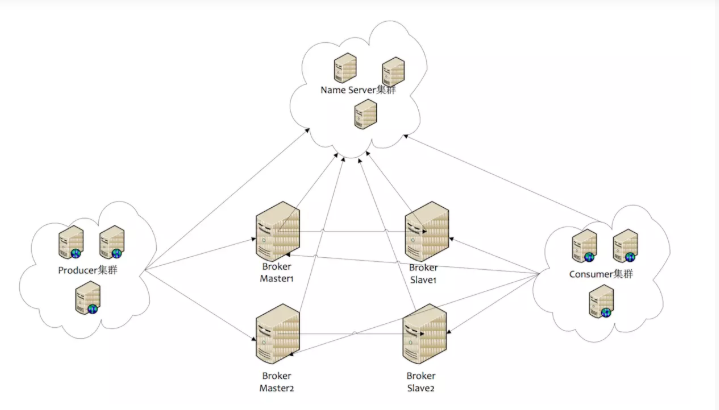 Name Server集群
Producer集群
Broker
Master1
Broker
Slave1
Consumer集群
Broker
Master2
Broker
Slave2